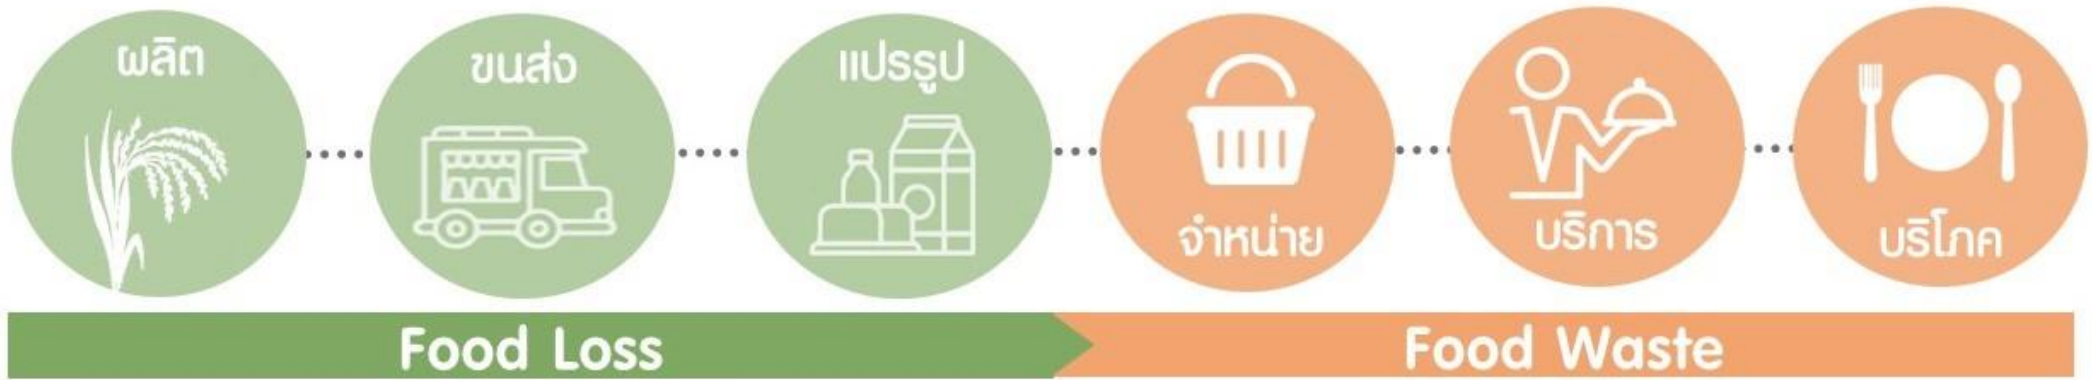 ผลิต
ขนส่ง
แปรรูป
จำหน่าย
บริการ
บริโภค
Food Loss
Food Waste